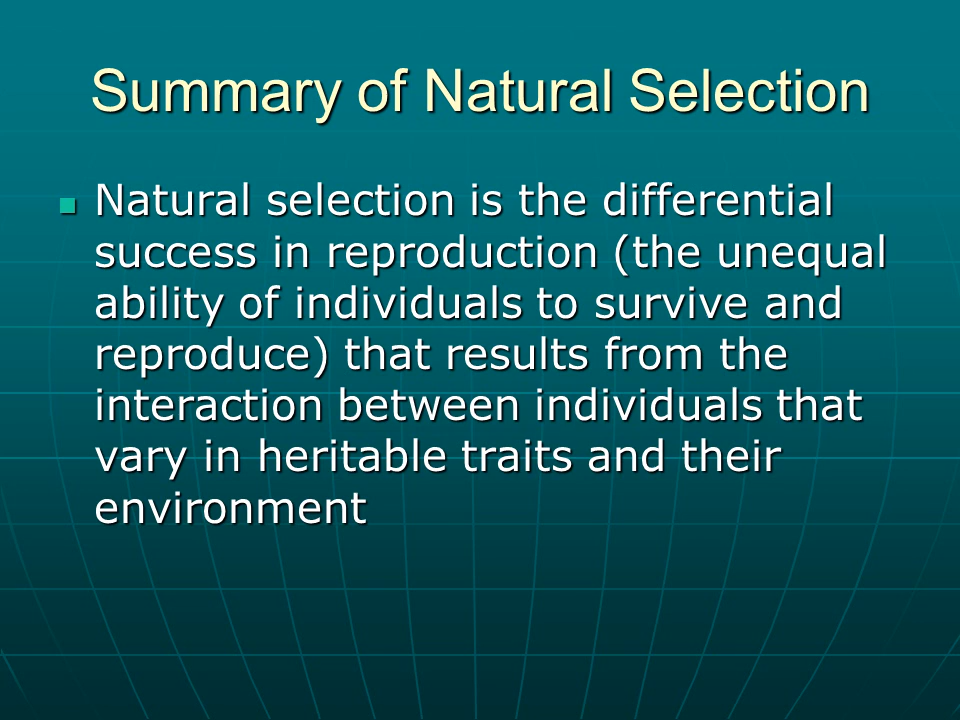 Summary of Natural Selection
Natural selection is the differential
success in reproduction (the unequal
ability of individuals to survive and
reproduce) that results from the
interaction between individuals that
vary in heritable traits and their
environment